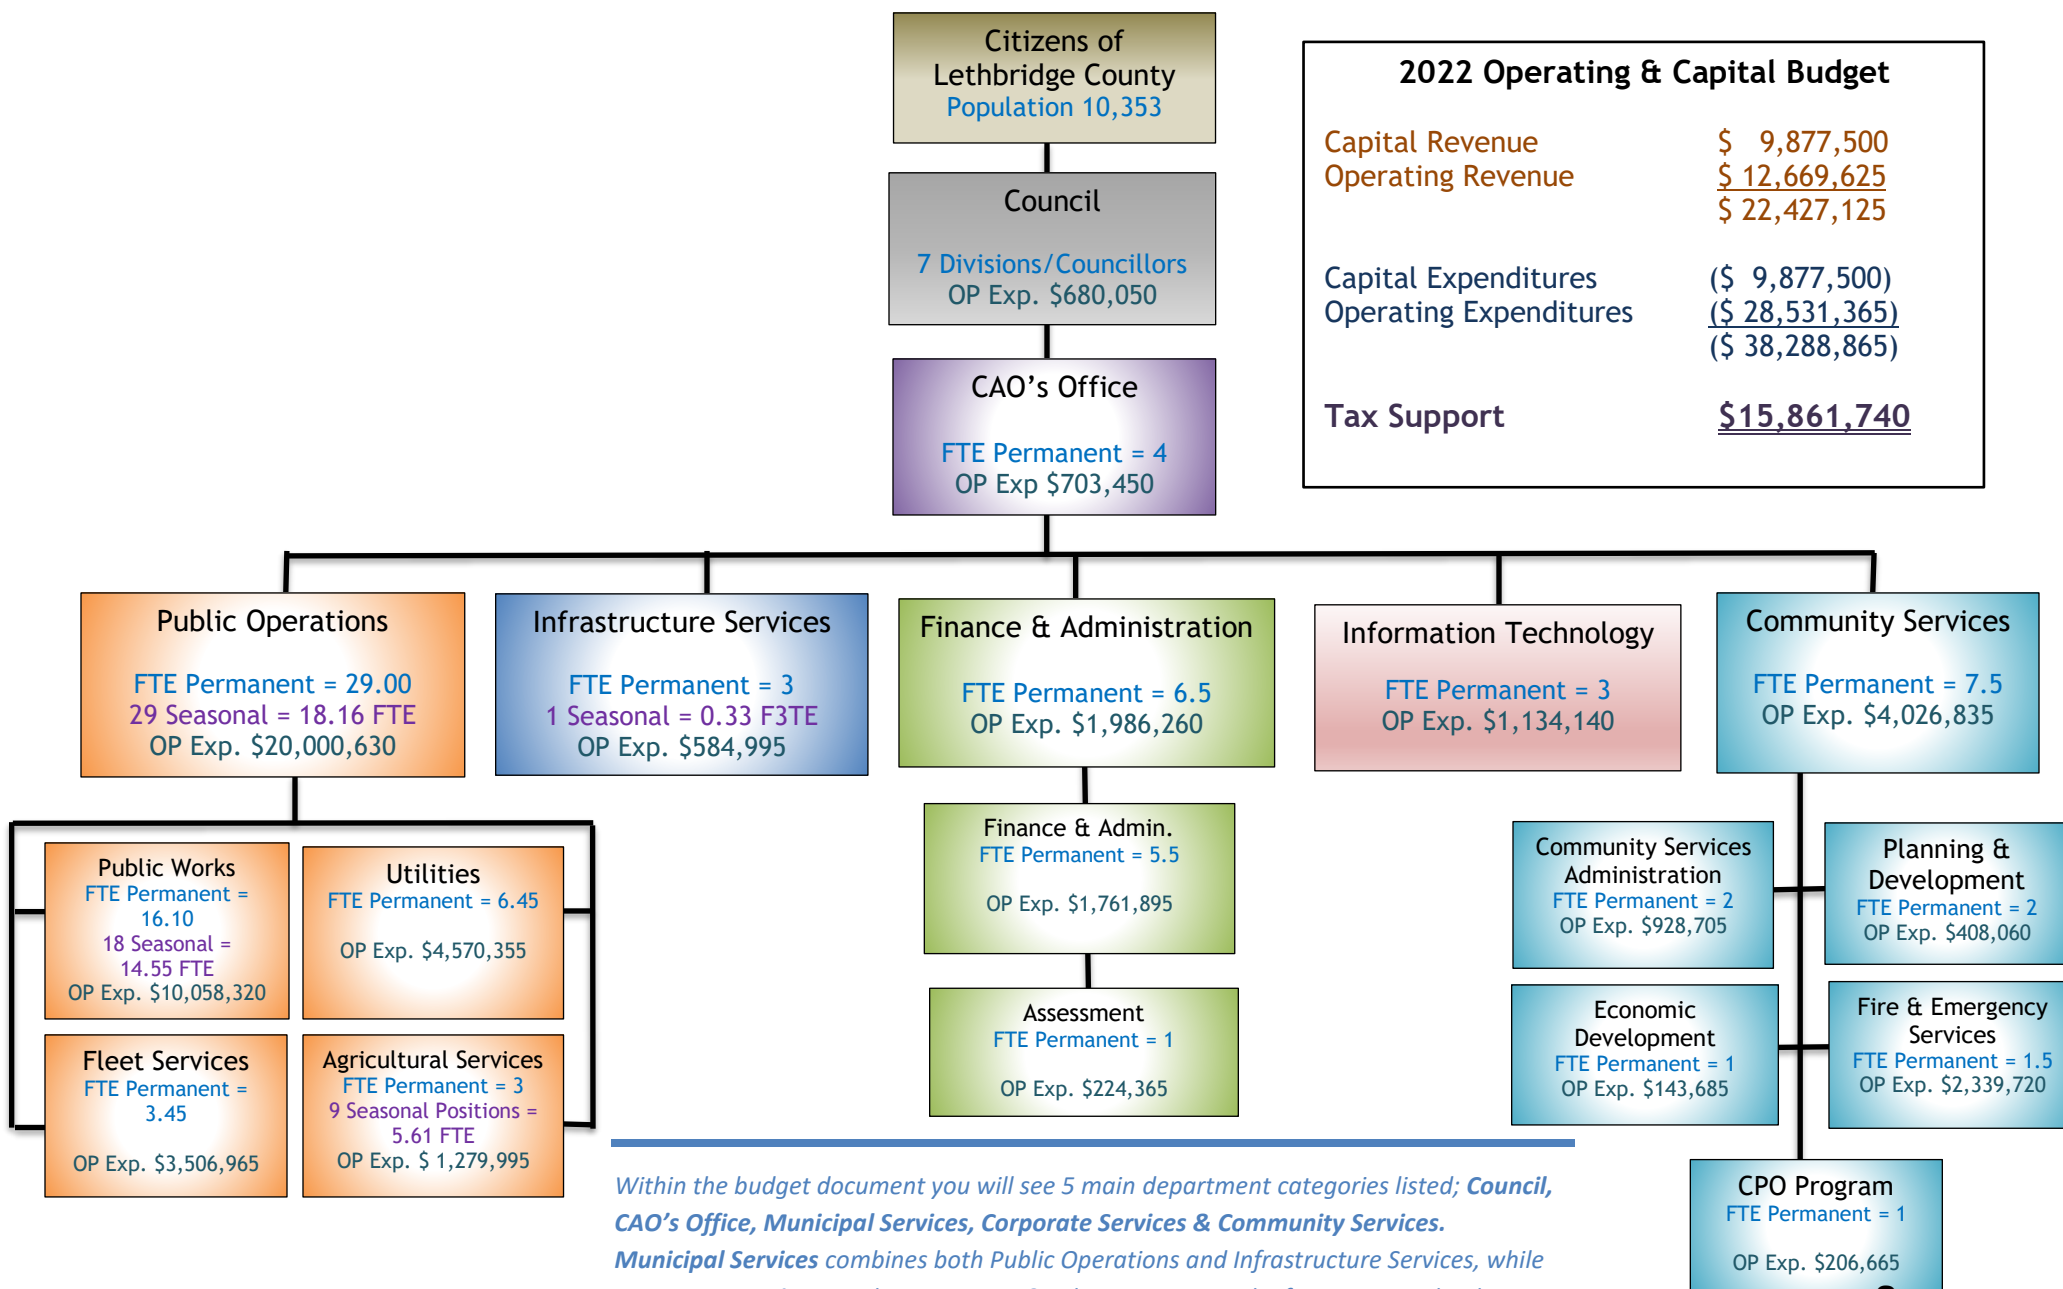 Citizens of
Lethbridge County
Population 10,353
2022 Operating & Capital Budget
Capital Revenue $ 9,877,500
Operating Revenue $ 12,669,625
$ 22,427,125
Capital Expenditures ($ 9,877,500)
Operating Expenditures ($ 28,531,365)
($ 38,288,865)
Tax Support $15,861,740
Council
7 Divisions/Councillors
OP Exp. $680,050
CAO’s Office
FTE Permanent = 4
OP Exp $703,450
Public Operations
FTE Permanent = 29.00
29 Seasonal = 18.16 FTE
OP Exp. $20,000,630
Infrastructure Services
FTE Permanent = 3
1 Seasonal = 0.33 F3TE
OP Exp. $584,995
Finance & Administration
FTE Permanent = 6.5
OP Exp. $1,986,260
Information Technology
FTE Permanent = 3
OP Exp. $1,134,140
Community Services
FTE Permanent = 7.5
OP Exp. $4,026,835
Public Works
FTE Permanent =
16.10
18 Seasonal =
14.55 FTE
OP Exp. $10,058,320
Utilities
FTE Permanent = 6.45
OP Exp. $4,570,355
Fleet Services
FTE Permanent =
3.45
OP Exp. $3,506,965
Agricultural Services
FTE Permanent = 3
9 Seasonal Positions =
5.61 FTE
OP Exp. $ 1,279,995
Finance & Admin.
FTE Permanent = 5.5
OP Exp. $1,761,895
Assessment
FTE Permanent = 1
OP Exp. $224,365
Community Services
Administration
FTE Permanent = 2
OP Exp. $928,705
Planning &
Development
FTE Permanent = 2
OP Exp. $408,060
Economic
Development
FTE Permanent = 1
OP Exp. $143,685
Fire & Emergency
Services
FTE Permanent = 1.5
OP Exp. $2,339,720
CPO Program
FTE Permanent = 1
OP Exp. $206,665
Within the budget document you will see 5 main department categories listed; Council,
CAO’s Office, Municipal Services, Corporate Services & Community Services.
Municipal Services combines both Public Operations and Infrastructure Services, while